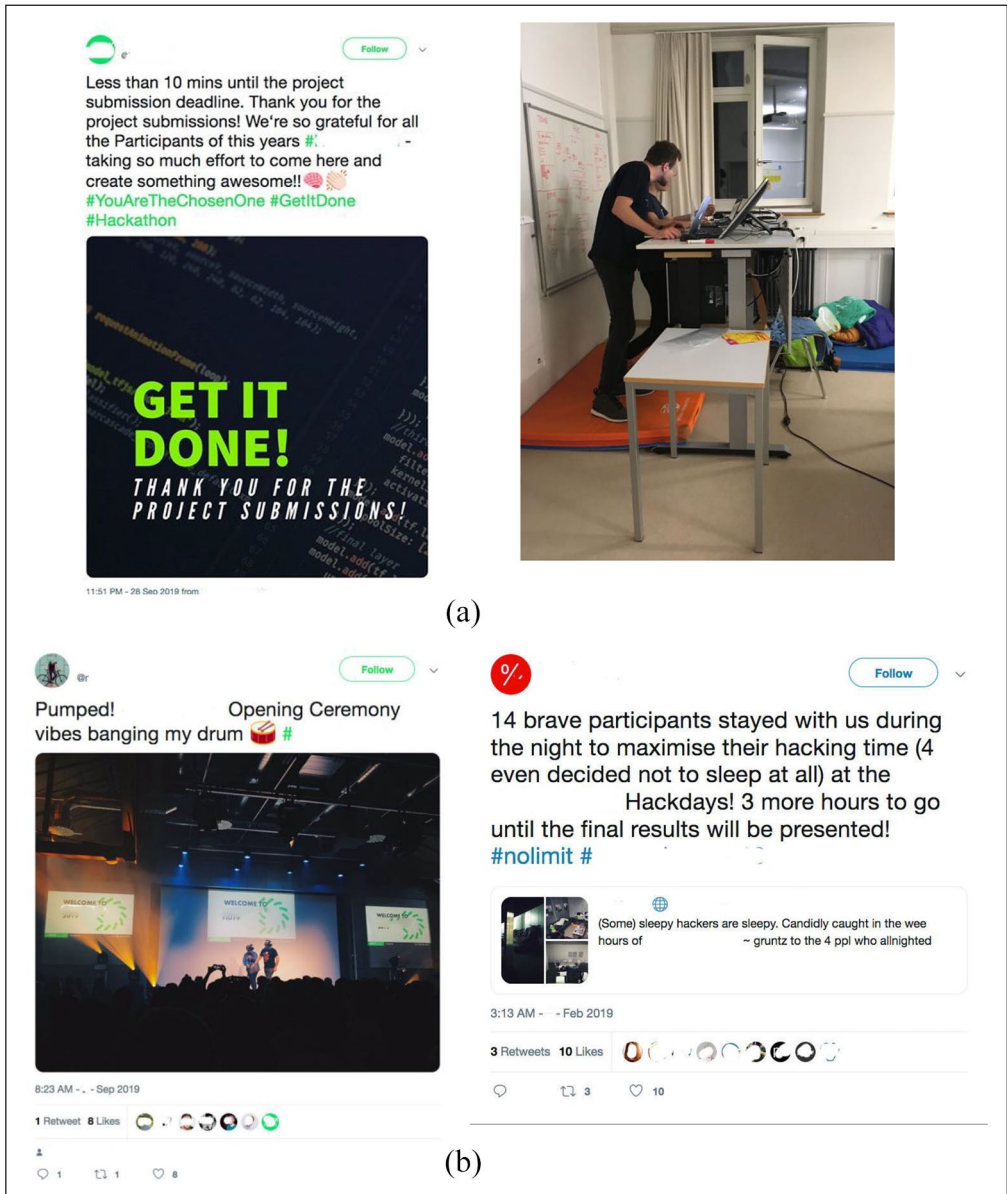 Follow
Less than 10 mins until the project
submission deadline. Thank you for the
project submissions! We're so grateful for all
the Participants of this years #
taking so much effort to come here and
create something awesome!!🧠👏🏻
#YouAreTheChosenOne #GetItDone
#Hackathon
GET IT
DONE!
THANK YOU FOR THE
PROJECT SUBMISSIONS!
11:51 PM - 28 Sep 2019 from
(a)
@r
Follow
Pumped! Opening Ceremony
vibes banging my drum 🥁 #
WELCOME TO
WELCOME TO
WELCOME TO
8:23 AM - - Sep 2019
1 Retweet 8 Likes
1 1 8
Follow
14 brave participants stayed with us during
the night to maximise their hacking time (4
even decided not to sleep at all) at the
Hackdays! 3 more hours to go
until the final results will be presented!
#nolimit #
(Some) sleepy hackers are sleepy. Candidly caught in the wee
hours of ~ gruntz to the 4 ppl who allnighted
3:13 AM - - Feb 2019
3 Retweets 10 Likes
3 10
(b)